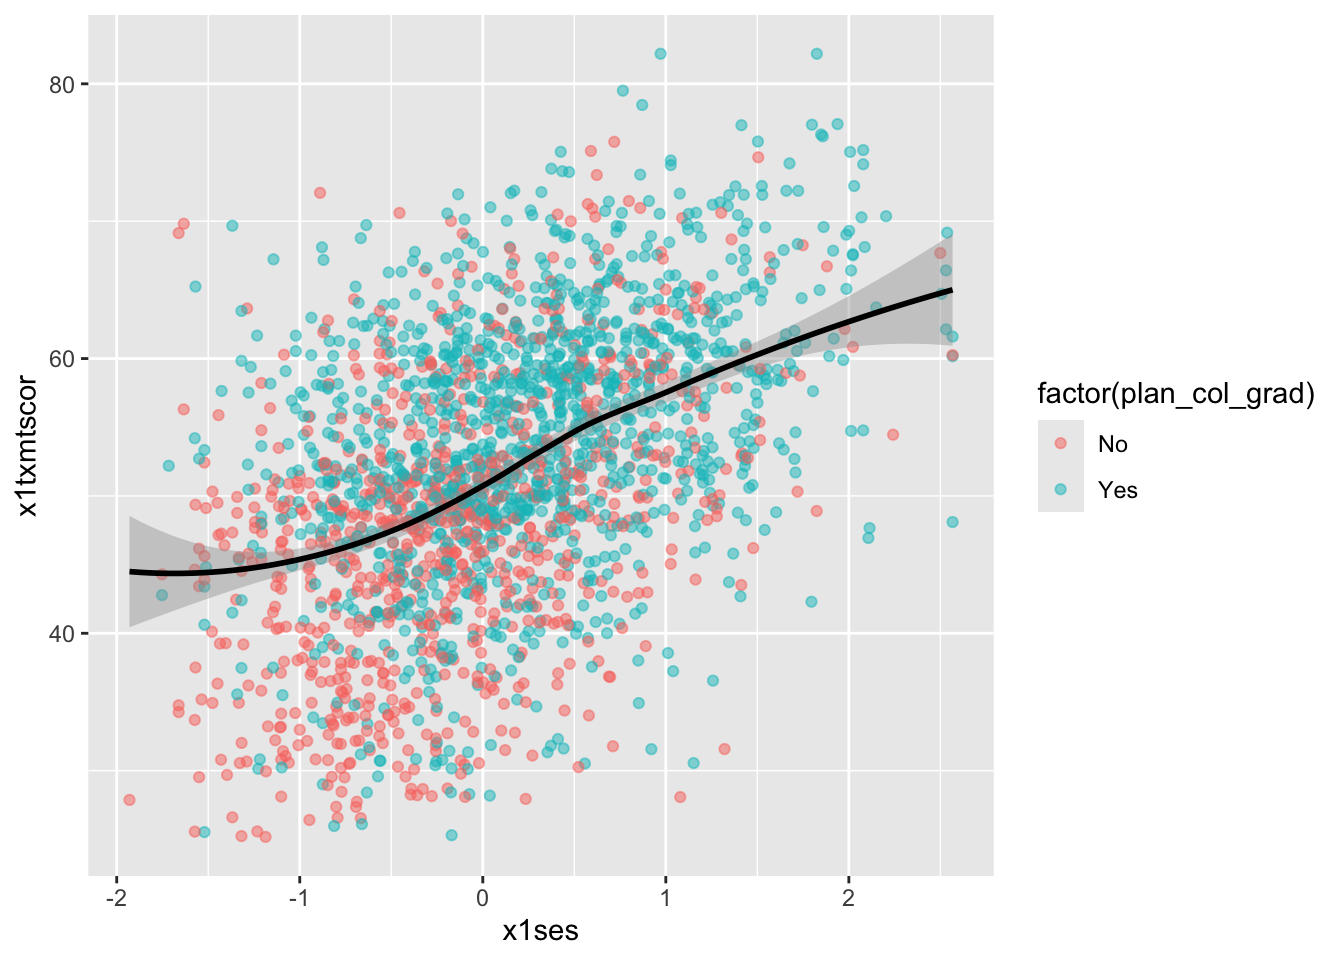 80
60
40
x1txmtscor
-2 -1 0 1 2
x1ses
factor(plan_col_grad)
No
Yes